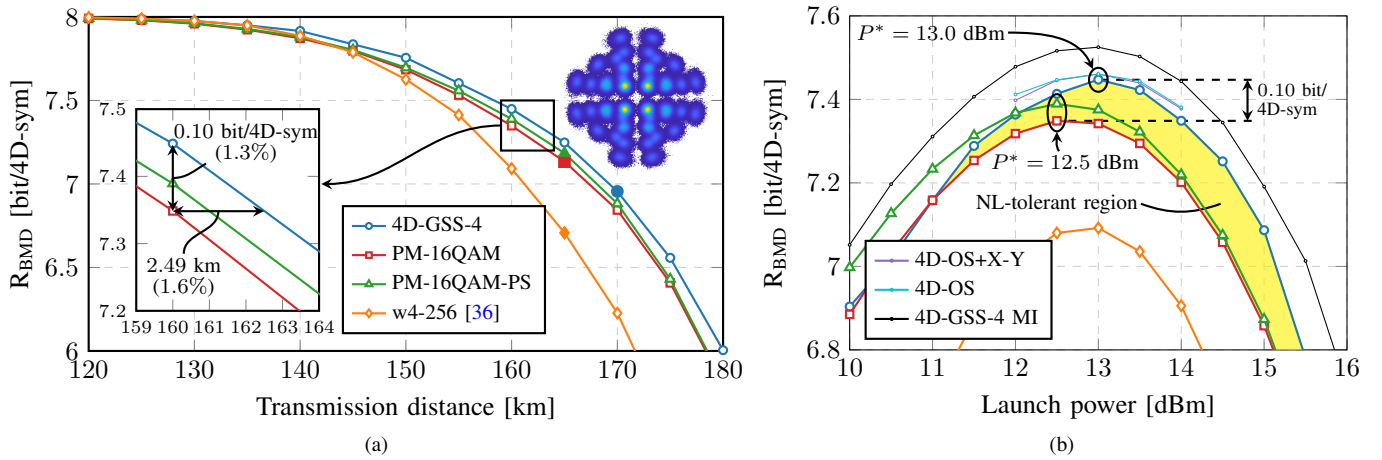 8
7.5
7
6.5
6
R_BMD [bit/4D-sym]
120 130 140 150 160 170 180
Transmission distance [km]
7.5
7.4
7.3
7.2
159 160 161 162 163 164
0.10 bit/4D-sym
(1.3%)
2.49 km
(1.6%)
4D-GSS-4
PM-16QAM
PM-16QAM-PS
w4-256 [36]
(a)
7.6
7.4
7.2
7
6.8
R_BMD [bit/4D-sym]
10 11 12 13 14 15 16
Launch power [dBm]
P* = 13.0 dBm
0.10 bit/
4D-sym
P* = 12.5 dBm
NL-tolerant region
4D-OS+X-Y
4D-OS
4D-GSS-4 MI
(b)